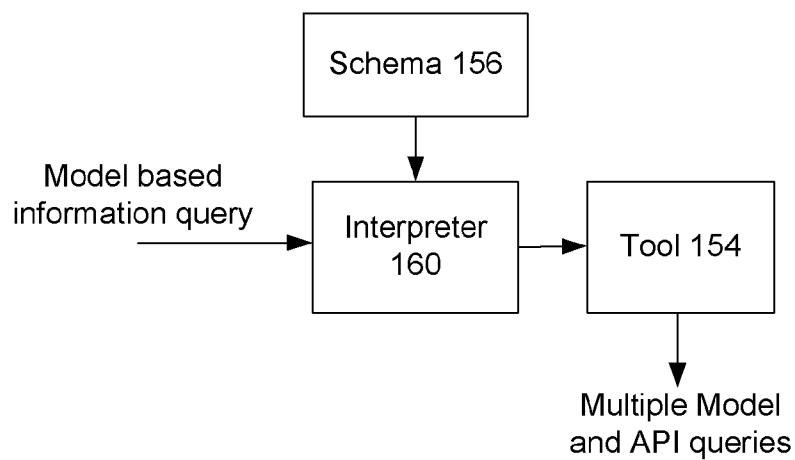 Schema 156
Model based
information query
Interpreter
160
Tool 154
Multiple Model
and API queries